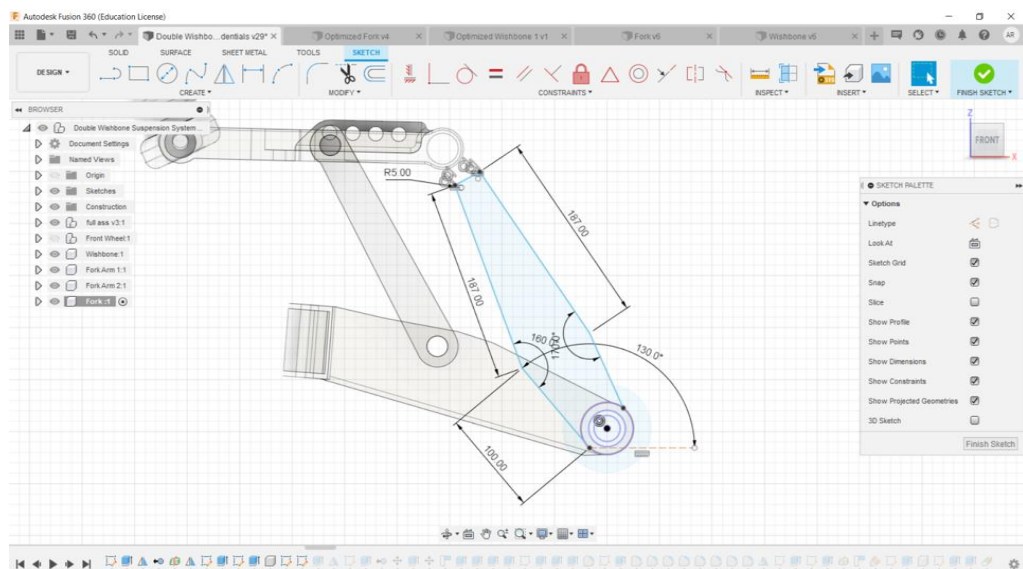 Autodesk Fusion 360 (Education License)
Double Wishbo...dentials v29*
Optimized Fork v4
Optimized Wishbone 1 v1
Fork v6
Wishbone v6
AR
SOLID
SURFACE
SHEET METAL
TOOLS
SKETCH
DESIGN
CREATE
MODIFY
CONSTRAINTS
INSPECT
INSERT
SELECT
FINISH SKETCH
BROWSER
Double Wishbone Suspension System...
Document Settings
Named Views
Origin
Sketches
Construction
full ass v3:1
Front Wheel:1
Wishbone:1
Fork Arm 1:1
Fork Arm 2:1
Fork :1
Z
FRONT
X
R5.00
187.00
187.00
130.0°
100.00
SKETCH PALETTE
Options
Linetype
Look At
Sketch Grid
Snap
Slice
Show Profile
Show Points
Show Dimensions
Show Constraints
Show Projected Geometries
3D Sketch
Finish Sketch